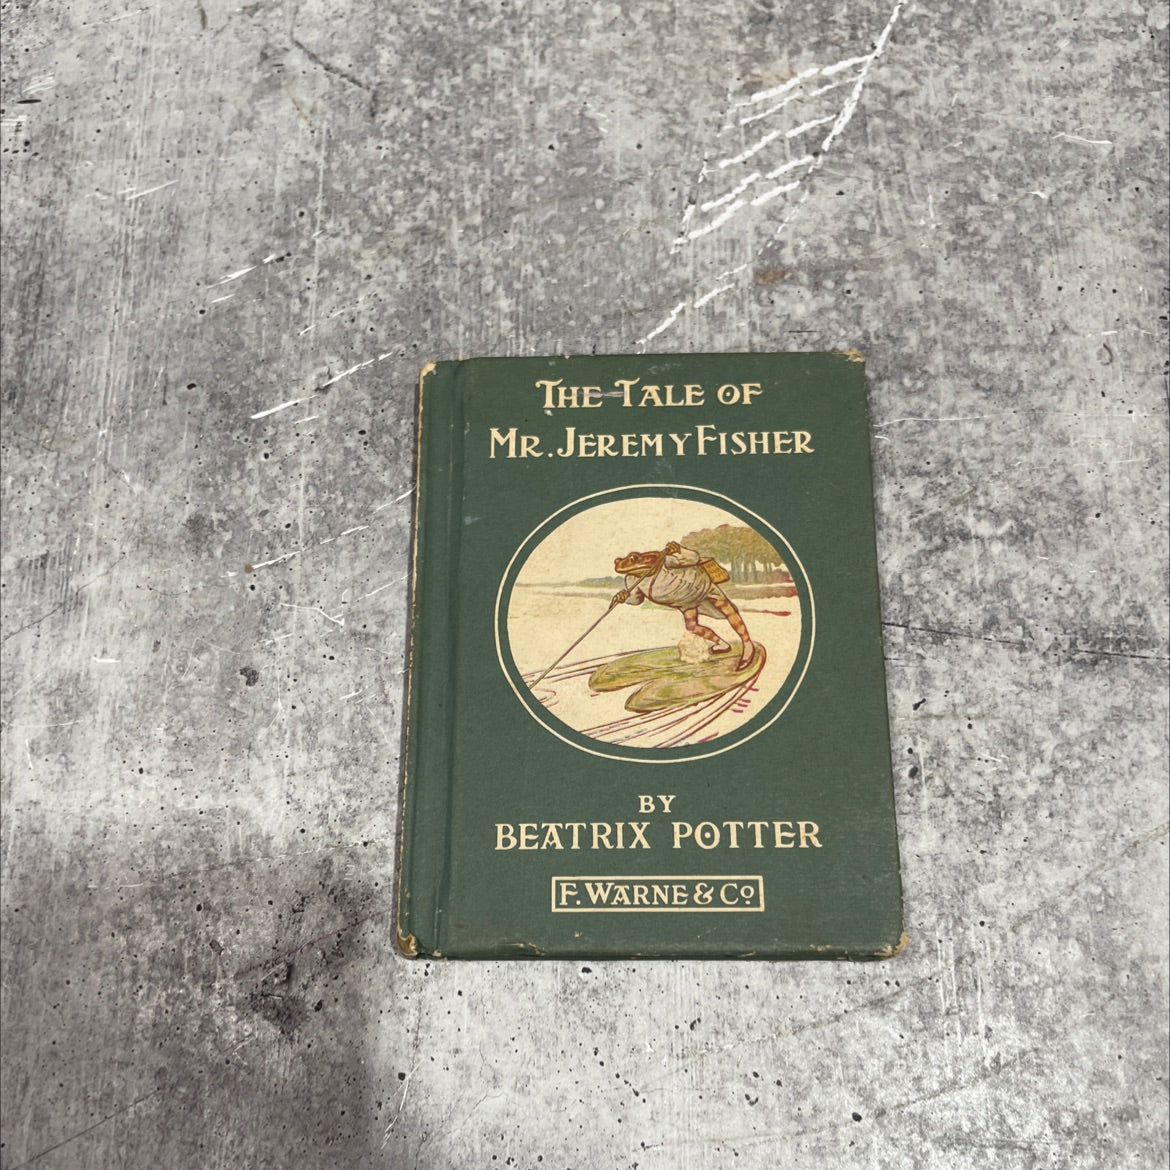 THE TALE OF
MR. JEREMY FISHER
BY
BEATRIX POTTER
F. WARNE & Co